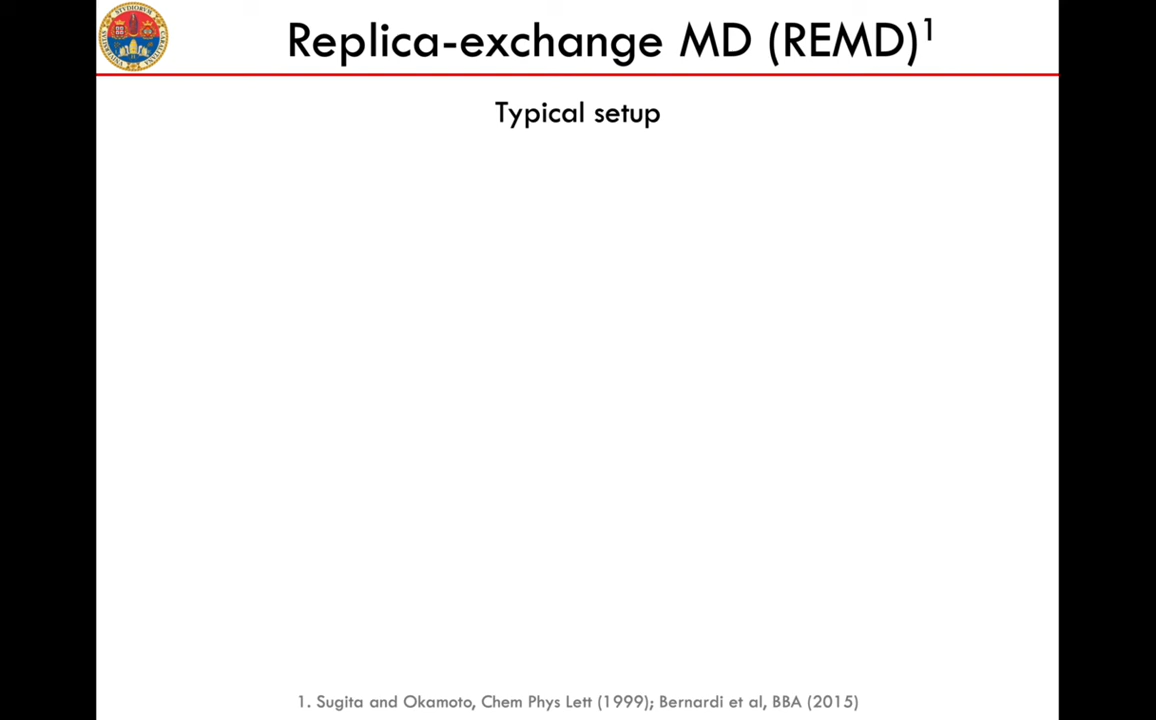 Replica-exchange MD (REMD)¹
Typical setup
1. Sugita and Okamoto, Chem Phys Lett (1999); Bernardi et al, BBA (2015)